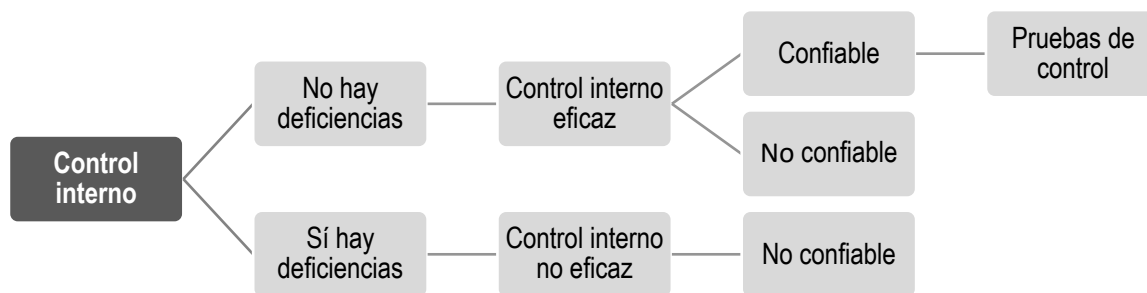 Control
interno
No hay
deficiencias
Control interno
eficaz
Confiable
Pruebas de
control
No confiable
Sí hay
deficiencias
Control interno
no eficaz
No confiable